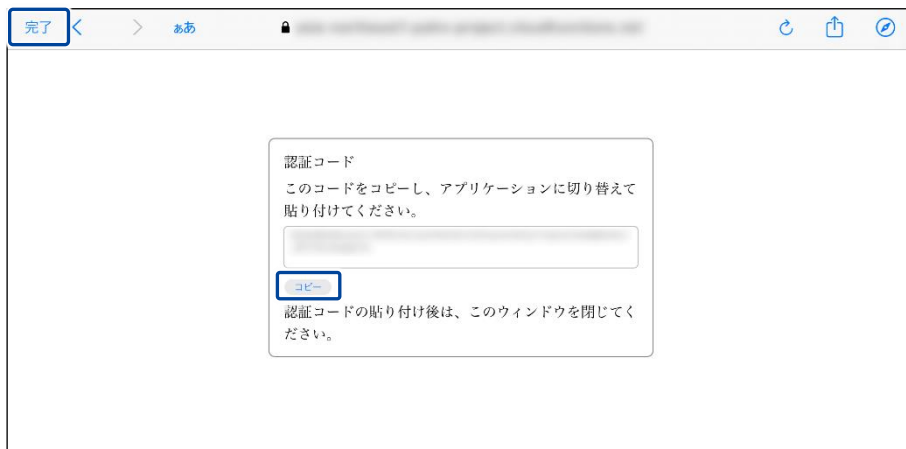 完了
ぁあ
認証コード
このコードをコピーし、アプリケーションに切り替えて
貼り付けてください。
コピー
認証コードの貼り付け後は、このウィンドウを閉じてく
ださい。